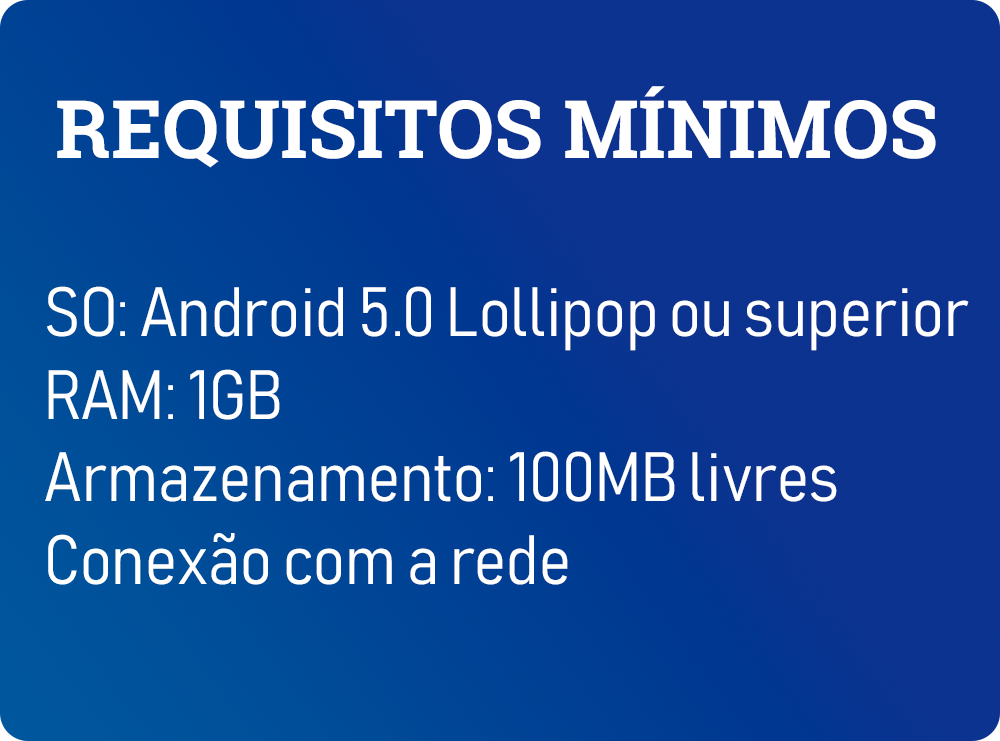 REQUISITOS MÍNIMOS
SO: Android 5.0 Lollipop ou superior
RAM: 1GB
Armazenamento: 100MB livres
Conexão com a rede